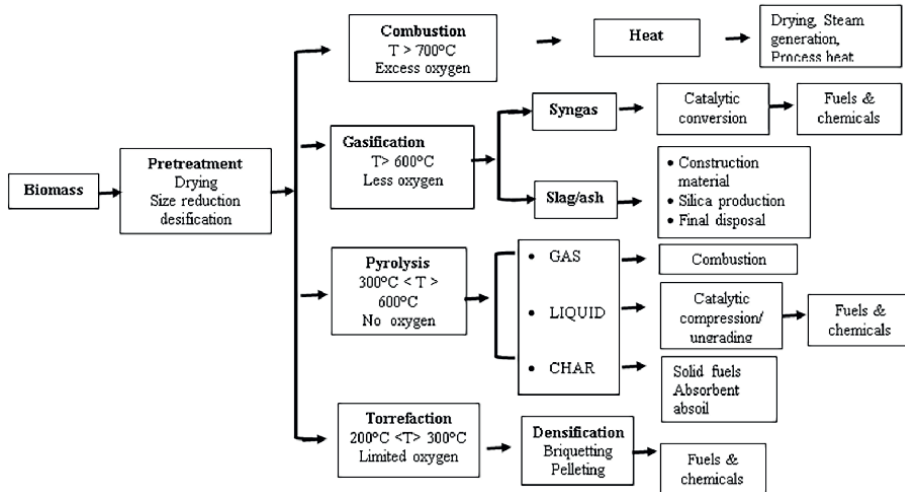 Biomass
Pretreatment
Drying
Size reduction
desification
Combustion
T > 700°C
Excess oxygen
Heat
Drying, Steam
generation,
Process heat
Gasification
T> 600°C
Less oxygen
Syngas
Catalytic
conversion
Fuels &
chemicals
Slag/ash
• Construction
material
• Silica production
• Final disposal
Pyrolysis
300°C < T >
600°C
No oxygen
• GAS
• LIQUID
• CHAR
Combustion
Catalytic
compression/
ungrading
Fuels &
chemicals
Solid fuels
Absorbent
absoil
Torrefaction
200°C <T> 300°C
Limited oxygen
Densification
Briquetting
Pelleting
Fuels &
chemicals